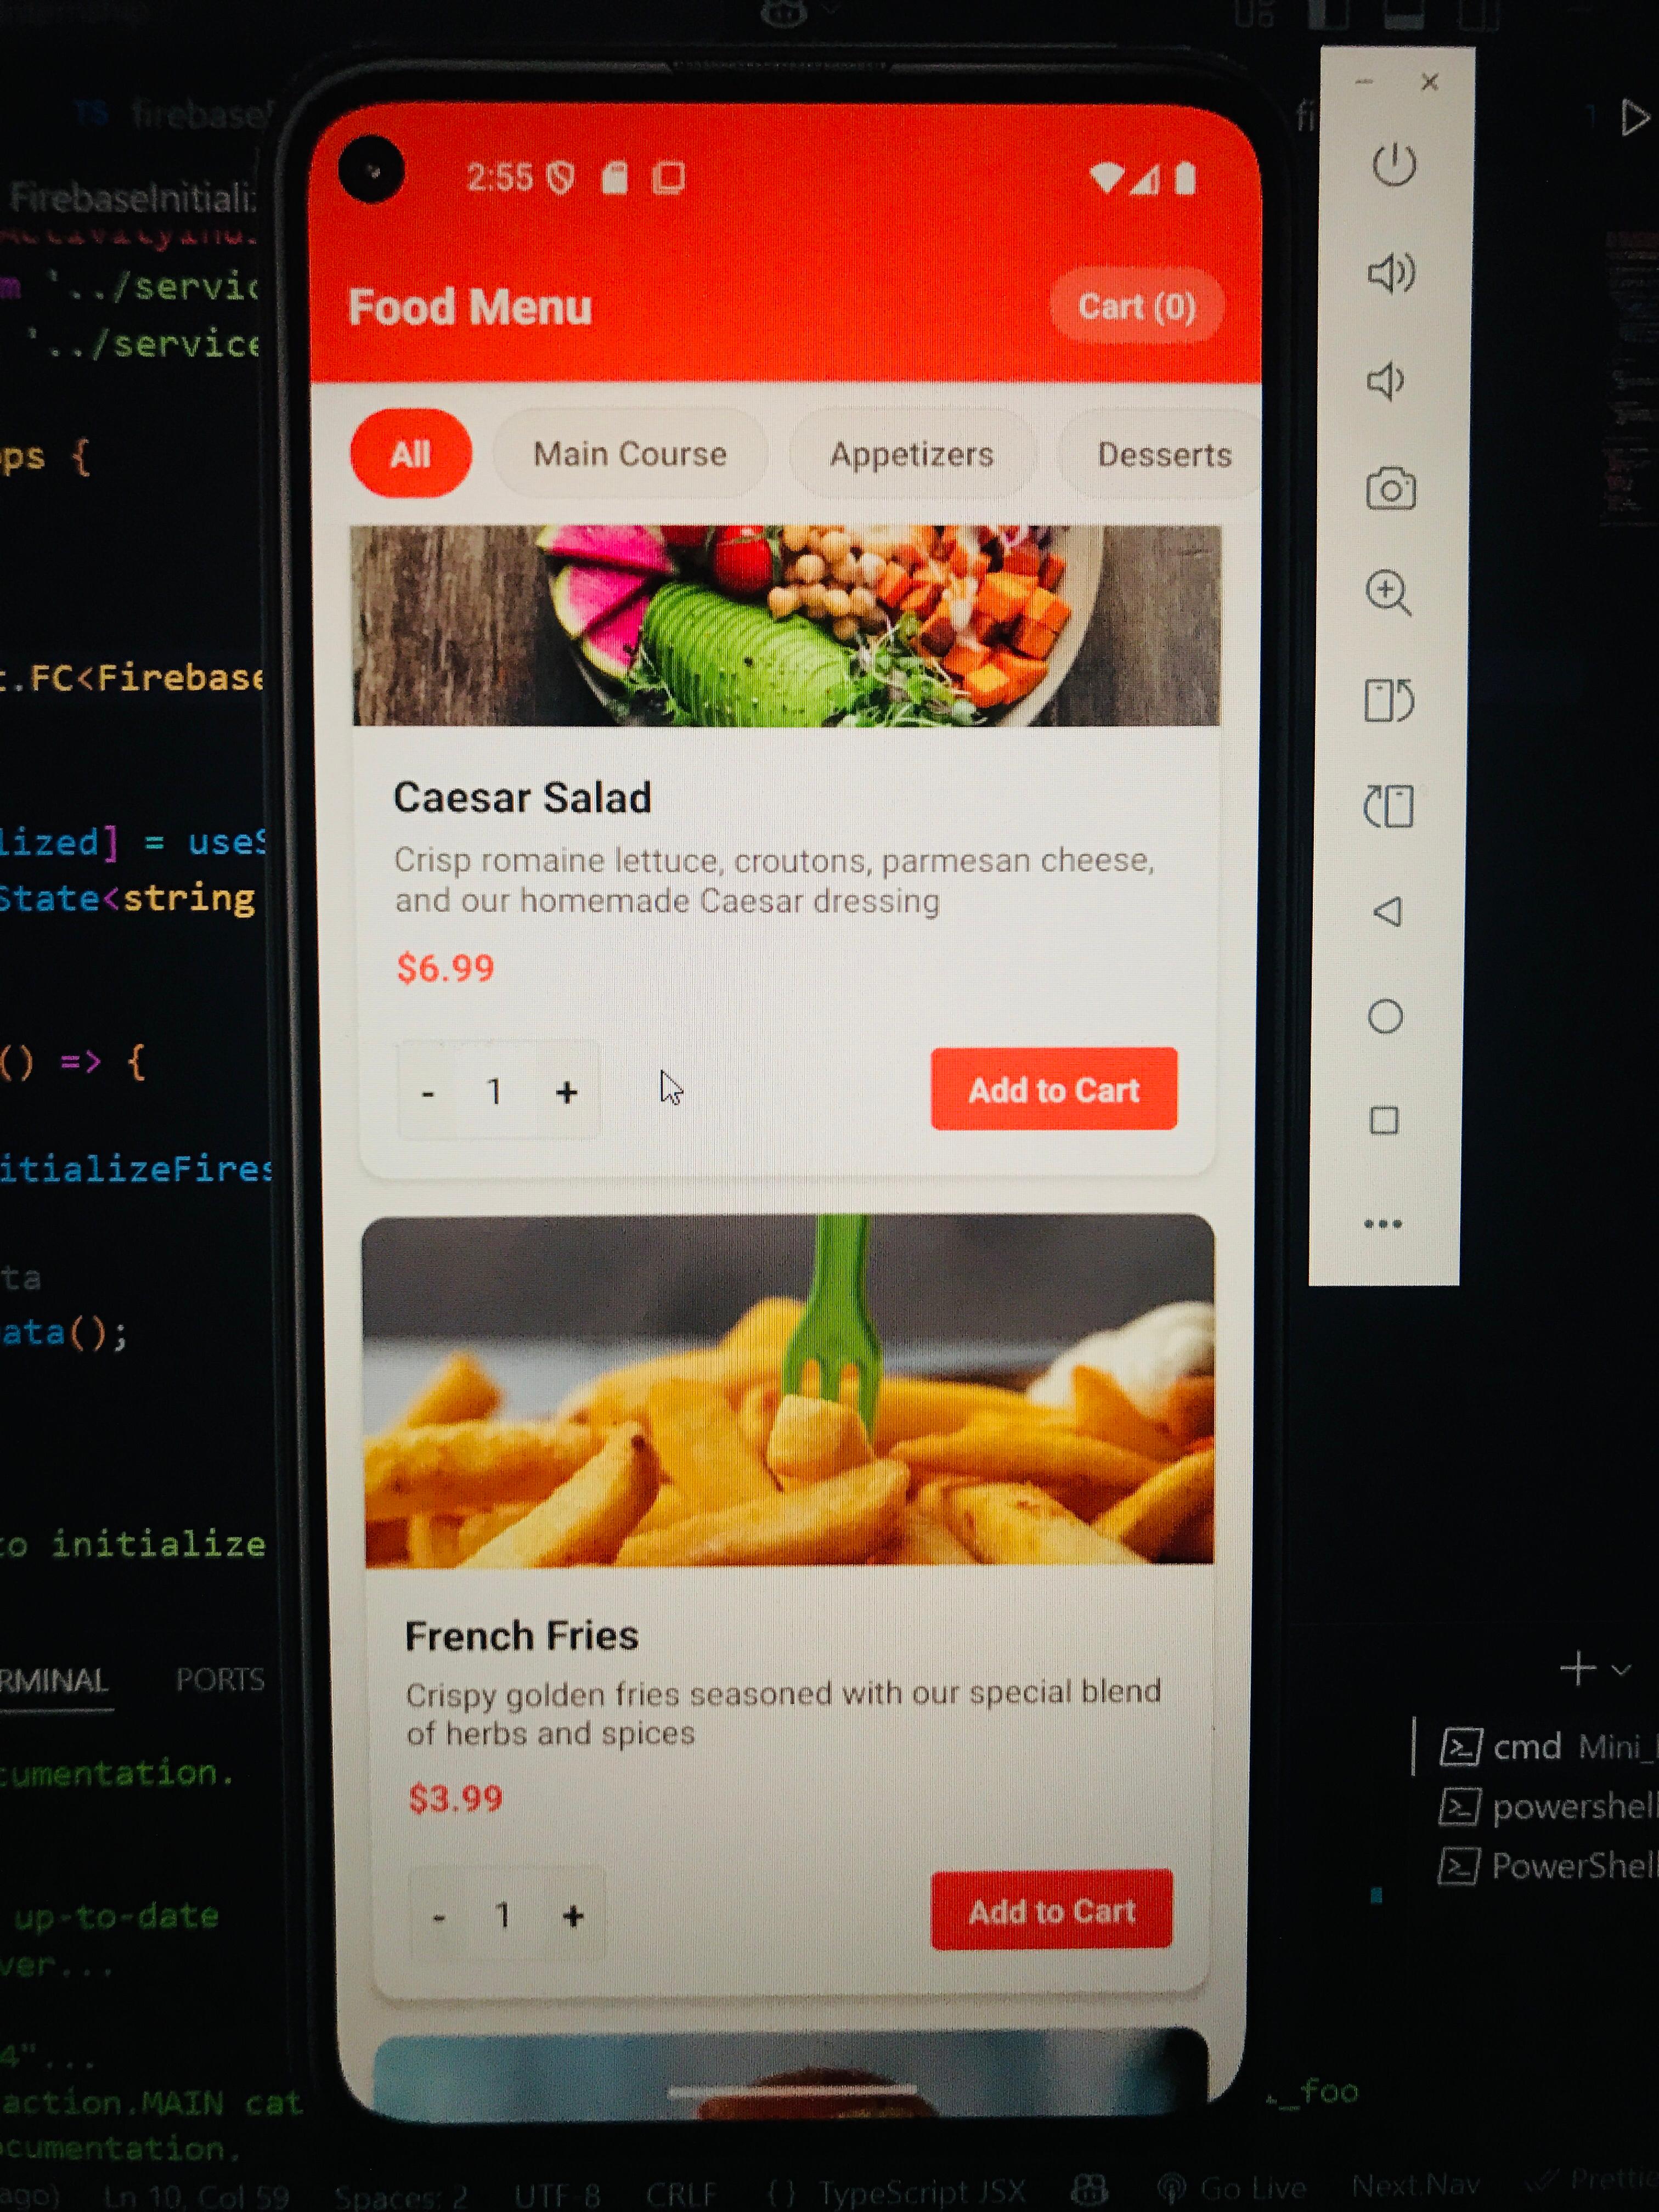 TS firebase
fi
1
FirebaseInitiali
2:55
m '../servic
'../service
Food Menu
Cart (0)
All
Main Course
Appetizers
Desserts
ps {
.FC<Firebase
Caesar Salad
Crisp romaine lettuce, croutons, parmesan cheese,
and our homemade Caesar dressing
$6.99
lized] = useS
State<string
() => {
- 1 +
Add to Cart
itializeFires
ta
ata();
to initialize
French Fries
Crispy golden fries seasoned with our special blend
of herbs and spices
$3.99
- 1 +
Add to Cart
RMINAL
PORTS
cumentation.
up-to-date
ver...
4"...
action.MAIN cat
_foo
ocumentation.
cmd Mini_
powershell
PowerShell
ago) Ln 10, Col 59 Spaces: 2 UTF-8 CRLF {} TypeScript JSX Go Live Next.Nav Prettie